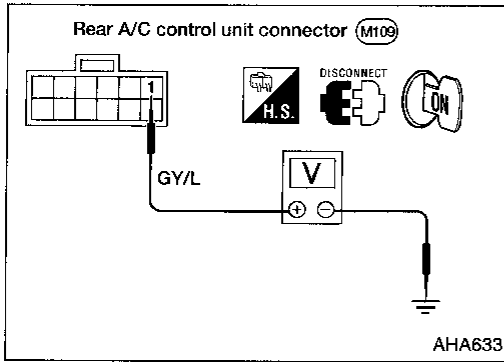 Rear A/C control unit connector M109
1
H.S.
DISCONNECT
ON
GY/L
V
+ −
AHA633